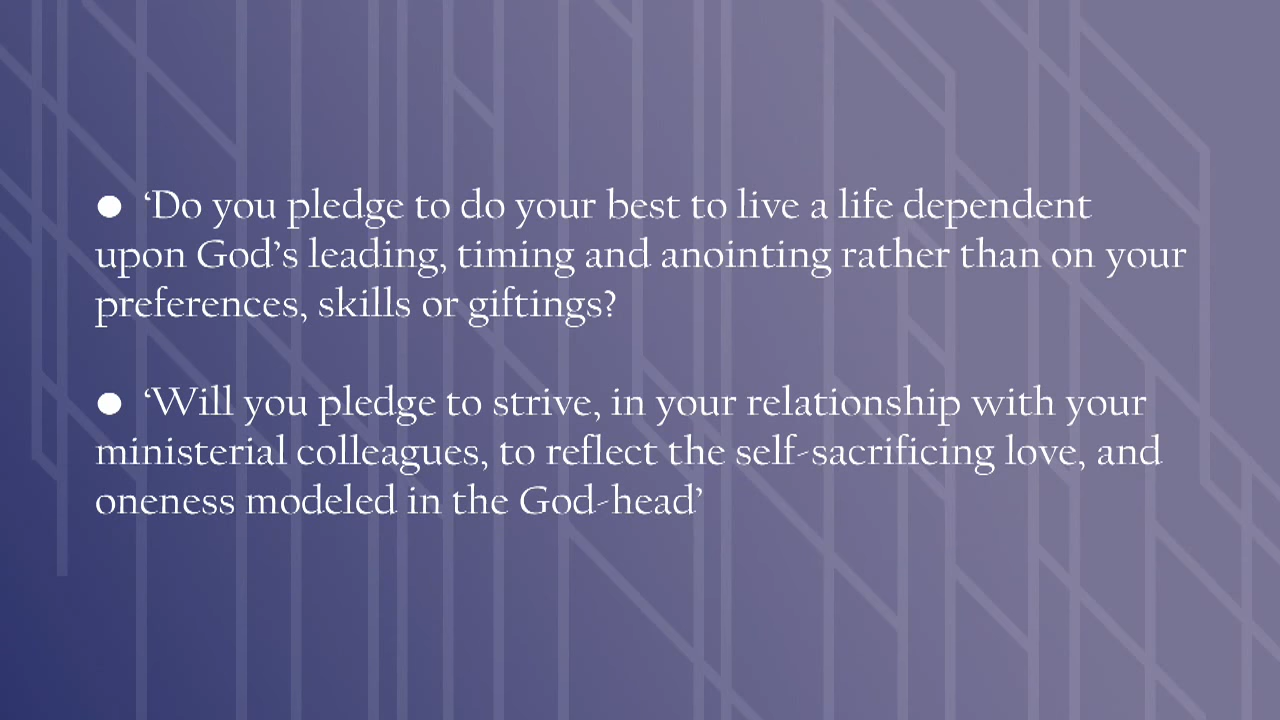 ● ‘Do you pledge to do your best to live a life dependent
upon God’s leading, timing and anointing rather than on your
preferences, skills or giftings?
● ‘Will you pledge to strive, in your relationship with your
ministerial colleagues, to reflect the self-sacrificing love, and
oneness modeled in the God-head’